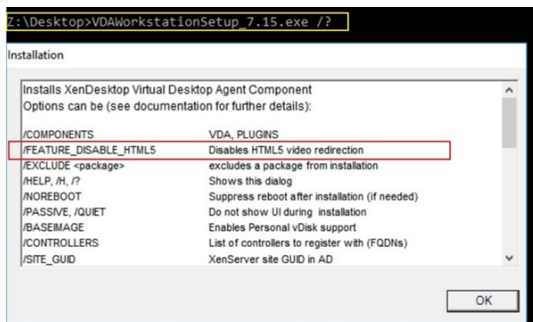 Z:\Desktop>VDAWorkstationSetup_7.15.exe /?
Installation
Installs XenDesktop Virtual Desktop Agent Component
Options can be (see documentation for further details):
/COMPONENTS VDA, PLUGINS
/FEATURE_DISABLE_HTML5 Disables HTML5 video redirection
/EXCLUDE <package> excludes a package from installation
/HELP, /H, /? Shows this dialog
/NOREBOOT Suppress reboot after installation (if needed)
/PASSIVE, /QUIET Do not show UI during installation
/BASEIMAGE Enables Personal vDisk support
/CONTROLLERS List of controllers to register with (FQDNs)
/SITE_GUID XenServer site GUID in AD
OK